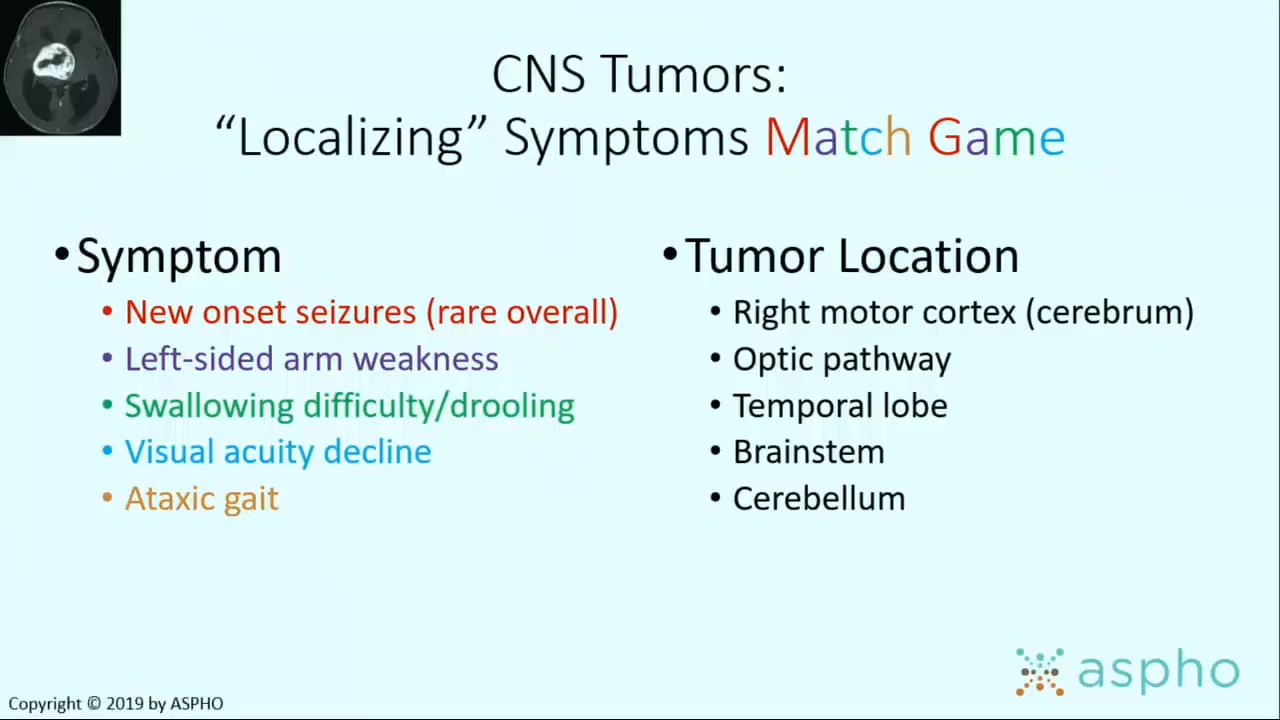 CNS Tumors:
“Localizing” Symptoms Match Game
•Symptom
• New onset seizures (rare overall)
• Left-sided arm weakness
• Swallowing difficulty/drooling
• Visual acuity decline
• Ataxic gait
•Tumor Location
• Right motor cortex (cerebrum)
• Optic pathway
• Temporal lobe
• Brainstem
• Cerebellum
aspho
Copyright © 2019 by ASPHO